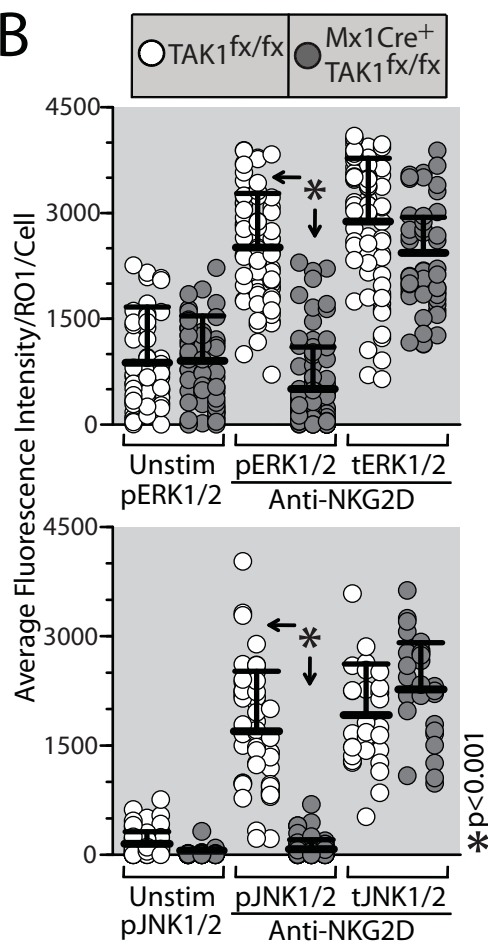 B
TAK1fx/fx
Mx1Cre+
TAK1fx/fx
Average Fluorescence Intensity/RO1/Cell
4500
3000
1500
0
*
Unstim
pERK1/2
pERK1/2
tERK1/2
Anti-NKG2D
4500
3000
1500
0
*
Unstim
pJNK1/2
pJNK1/2
tJNK1/2
Anti-NKG2D
*p<0.001